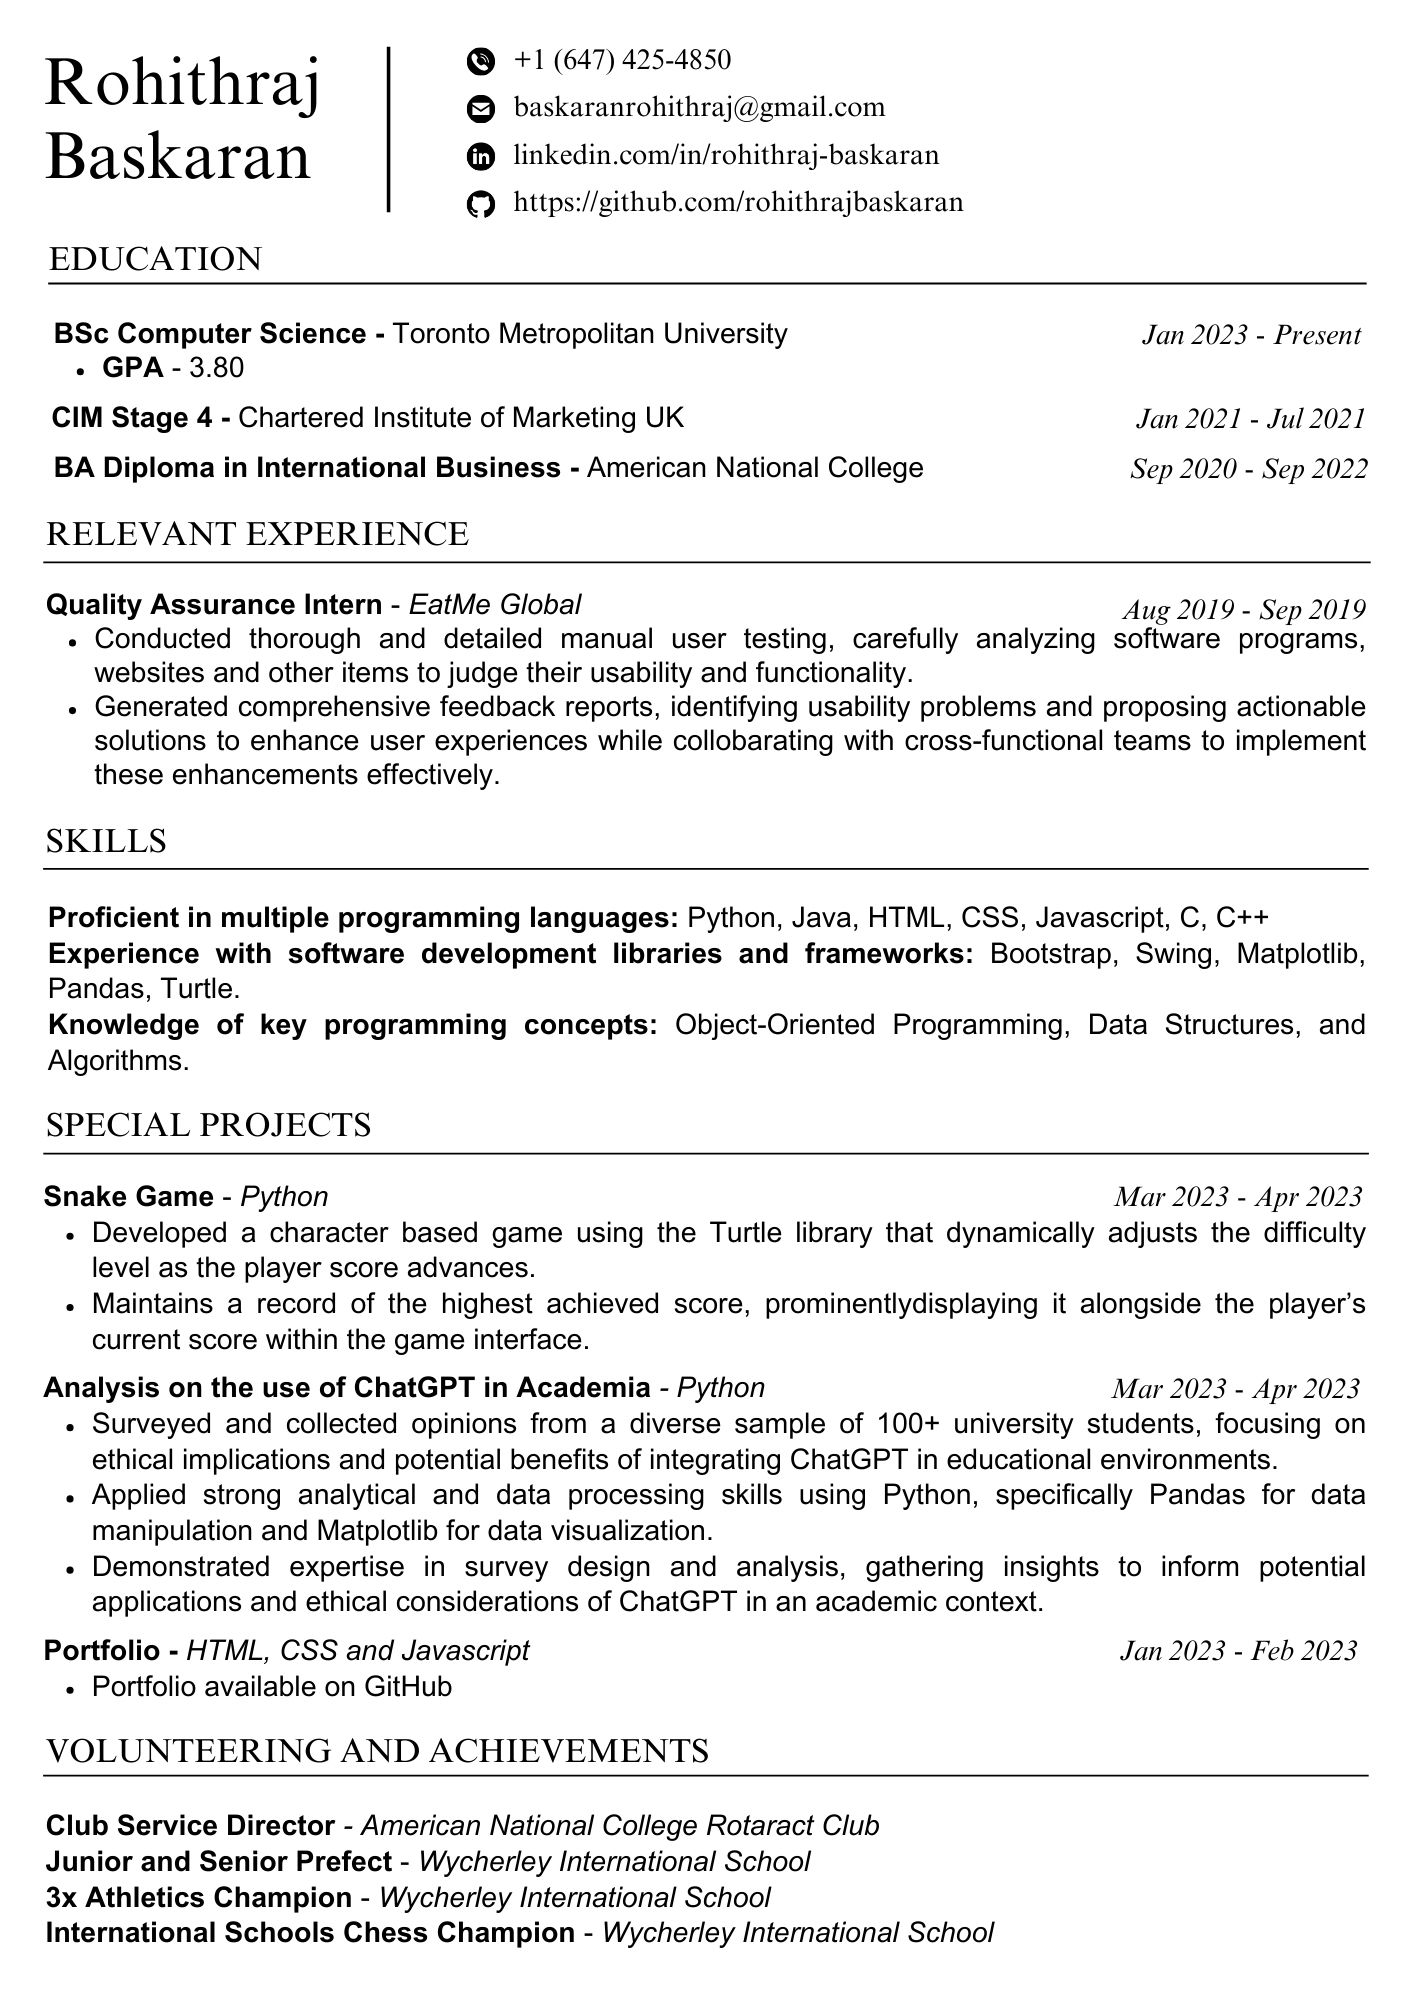 Rohithraj
Baskaran
+1 (647) 425-4850
baskaranrohithraj@gmail.com
linkedin.com/in/rohithraj-baskaran
https://github.com/rohithrajbaskaran
EDUCATION
BSc Computer Science - Toronto Metropolitan University Jan 2023 - Present
• GPA - 3.80
CIM Stage 4 - Chartered Institute of Marketing UK Jan 2021 - Jul 2021
BA Diploma in International Business - American National College Sep 2020 - Sep 2022
RELEVANT EXPERIENCE
Quality Assurance Intern - EatMe Global Aug 2019 - Sep 2019
• Conducted thorough and detailed manual user testing, carefully analyzing software programs,
websites and other items to judge their usability and functionality.
• Generated comprehensive feedback reports, identifying usability problems and proposing actionable
solutions to enhance user experiences while collobarating with cross-functional teams to implement
these enhancements effectively.
SKILLS
Proficient in multiple programming languages: Python, Java, HTML, CSS, Javascript, C, C++
Experience with software development libraries and frameworks: Bootstrap, Swing, Matplotlib,
Pandas, Turtle.
Knowledge of key programming concepts: Object-Oriented Programming, Data Structures, and
Algorithms.
SPECIAL PROJECTS
Snake Game - Python Mar 2023 - Apr 2023
• Developed a character based game using the Turtle library that dynamically adjusts the difficulty
level as the player score advances.
• Maintains a record of the highest achieved score, prominentlydisplaying it alongside the player’s
current score within the game interface.
Analysis on the use of ChatGPT in Academia - Python Mar 2023 - Apr 2023
• Surveyed and collected opinions from a diverse sample of 100+ university students, focusing on
ethical implications and potential benefits of integrating ChatGPT in educational environments.
• Applied strong analytical and data processing skills using Python, specifically Pandas for data
manipulation and Matplotlib for data visualization.
• Demonstrated expertise in survey design and analysis, gathering insights to inform potential
applications and ethical considerations of ChatGPT in an academic context.
Portfolio - HTML, CSS and Javascript Jan 2023 - Feb 2023
• Portfolio available on GitHub
VOLUNTEERING AND ACHIEVEMENTS
Club Service Director - American National College Rotaract Club
Junior and Senior Prefect - Wycherley International School
3x Athletics Champion - Wycherley International School
International Schools Chess Champion - Wycherley International School